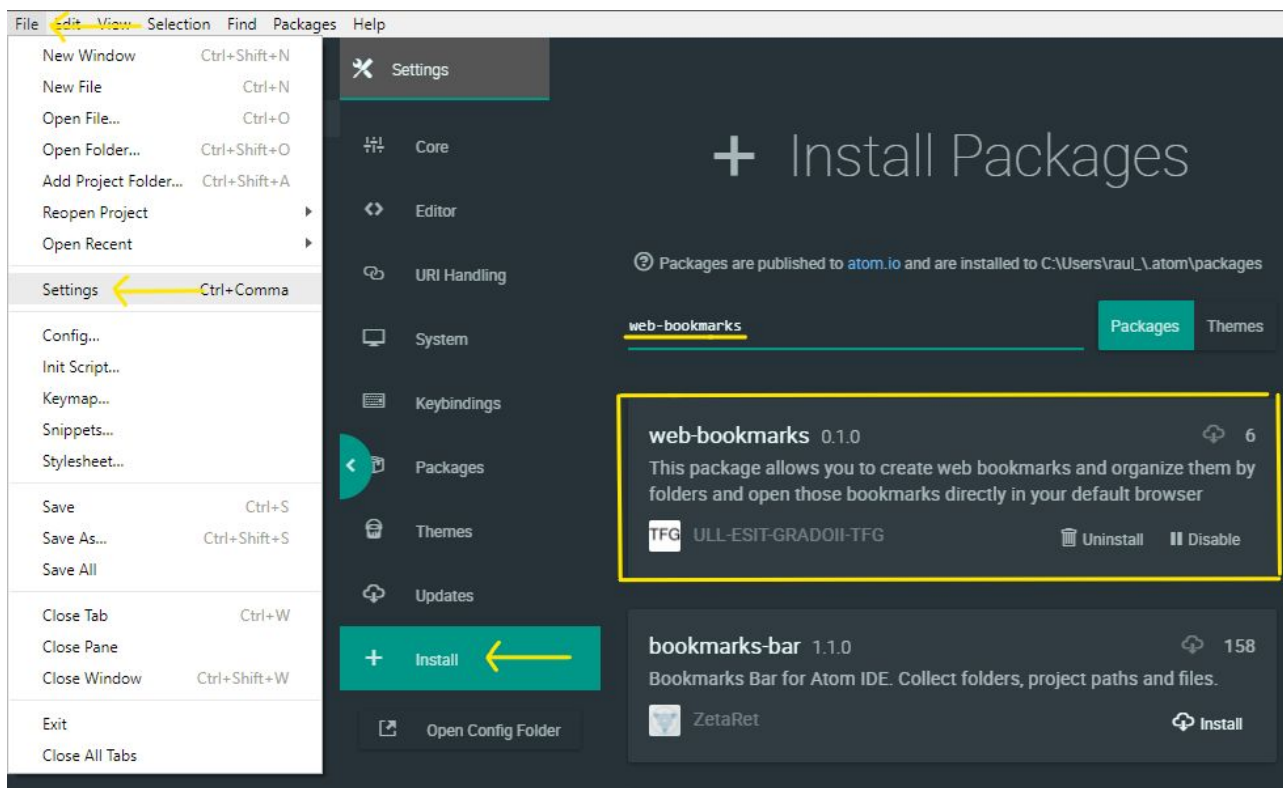 File Edit View Selection Find Packages Help
New Window Ctrl+Shift+N
New File Ctrl+N
Open File... Ctrl+O
Open Folder... Ctrl+Shift+O
Add Project Folder... Ctrl+Shift+A
Reopen Project
Open Recent
Settings Ctrl+Comma
Config...
Init Script...
Keymap...
Snippets...
Stylesheet...
Save Ctrl+S
Save As... Ctrl+Shift+S
Save All
Close Tab Ctrl+W
Close Pane
Close Window Ctrl+Shift+W
Exit
Close All Tabs
Settings
Core
Editor
URI Handling
System
Keybindings
Packages
Themes
Updates
+ Install
Open Config Folder
+ Install Packages
Packages are published to atom.io and are installed to C:\Users\raul_\.atom\packages
web-bookmarks
Packages Themes
web-bookmarks 0.1.0 6
This package allows you to create web bookmarks and organize them by
folders and open those bookmarks directly in your default browser
TFG ULL-ESIT-GRADOII-TFG Uninstall Disable
bookmarks-bar 1.1.0 158
Bookmarks Bar for Atom IDE. Collect folders, project paths and files.
ZetaRet Install